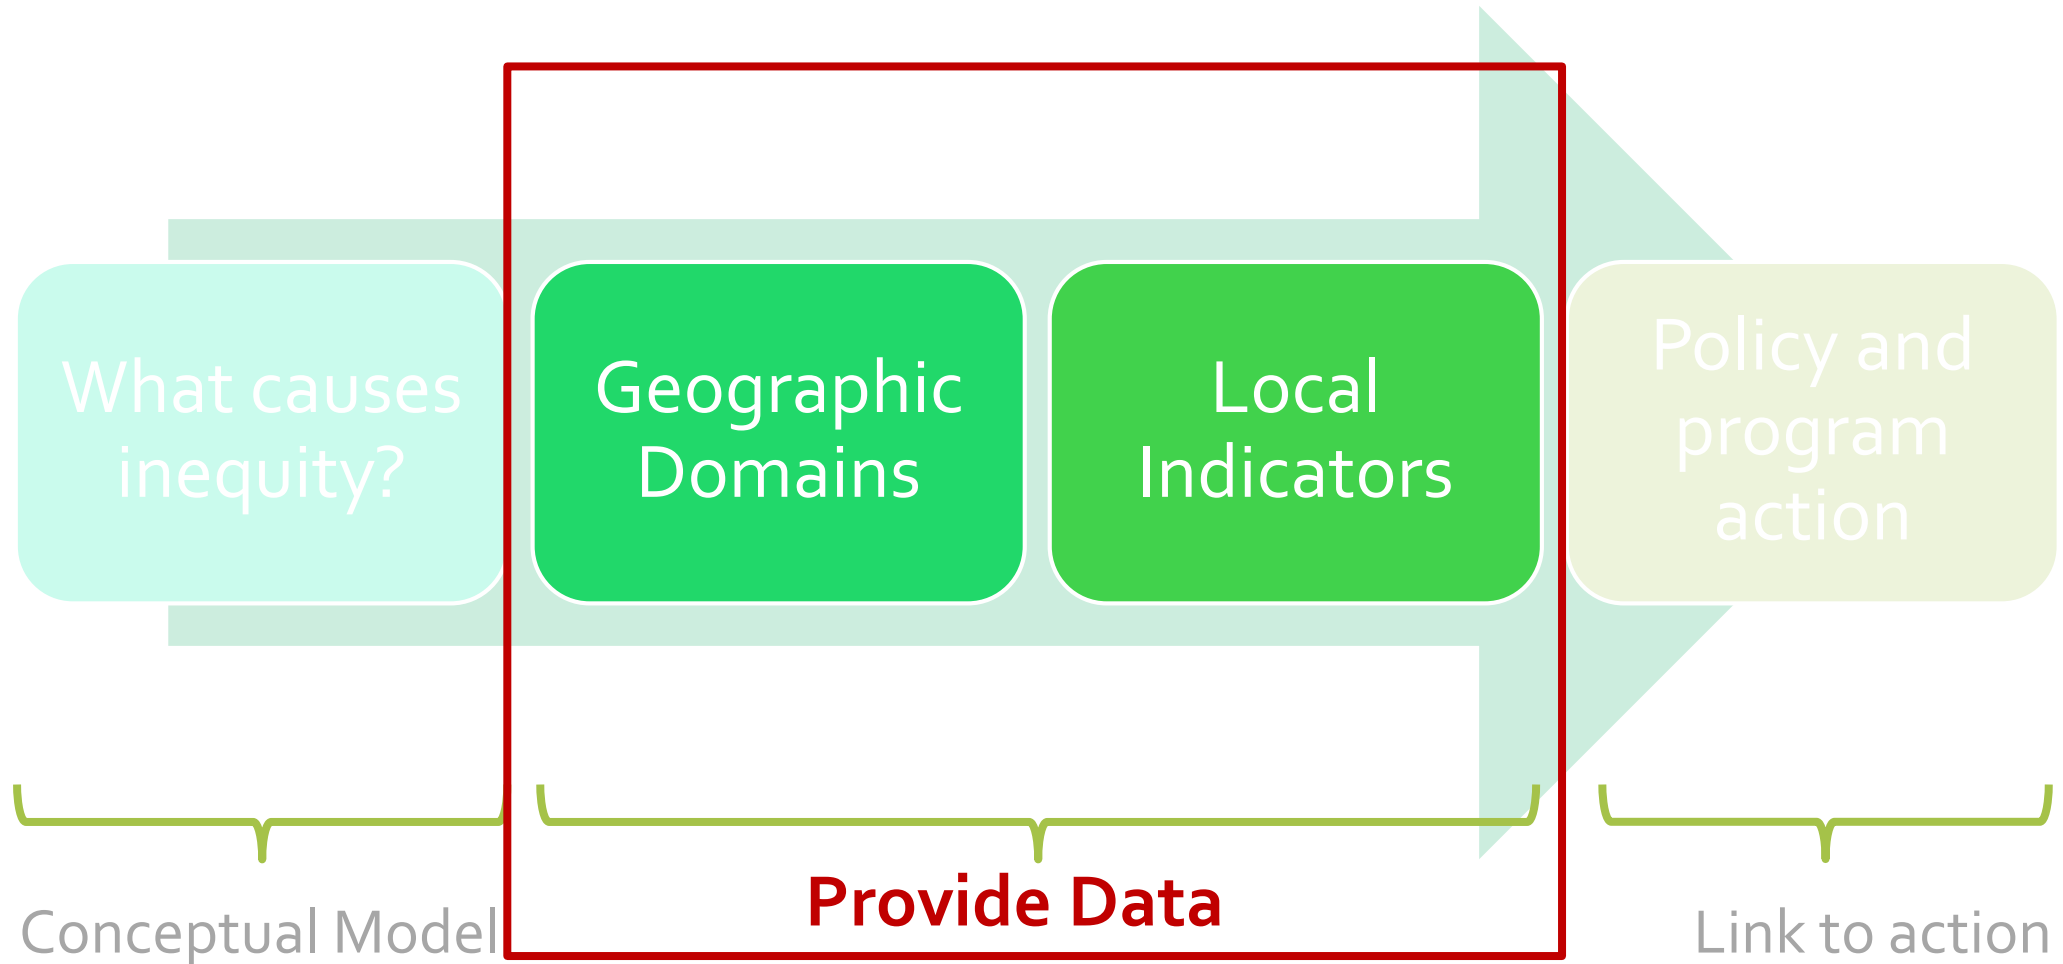 What causes
inequity?
Geographic
Domains
Local
Indicators
Policy and
program
action
Conceptual Model
Provide Data
Link to action